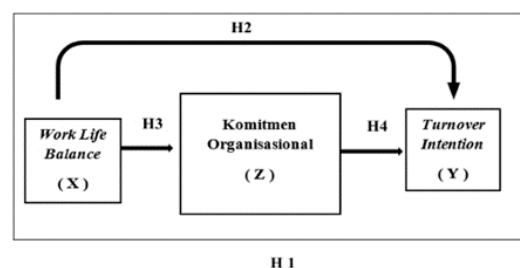 H2
Work Life
Balance
( X )
H3
Komitmen
Organisasional
( Z )
H4
Turnover
Intention
( Y )
H 1